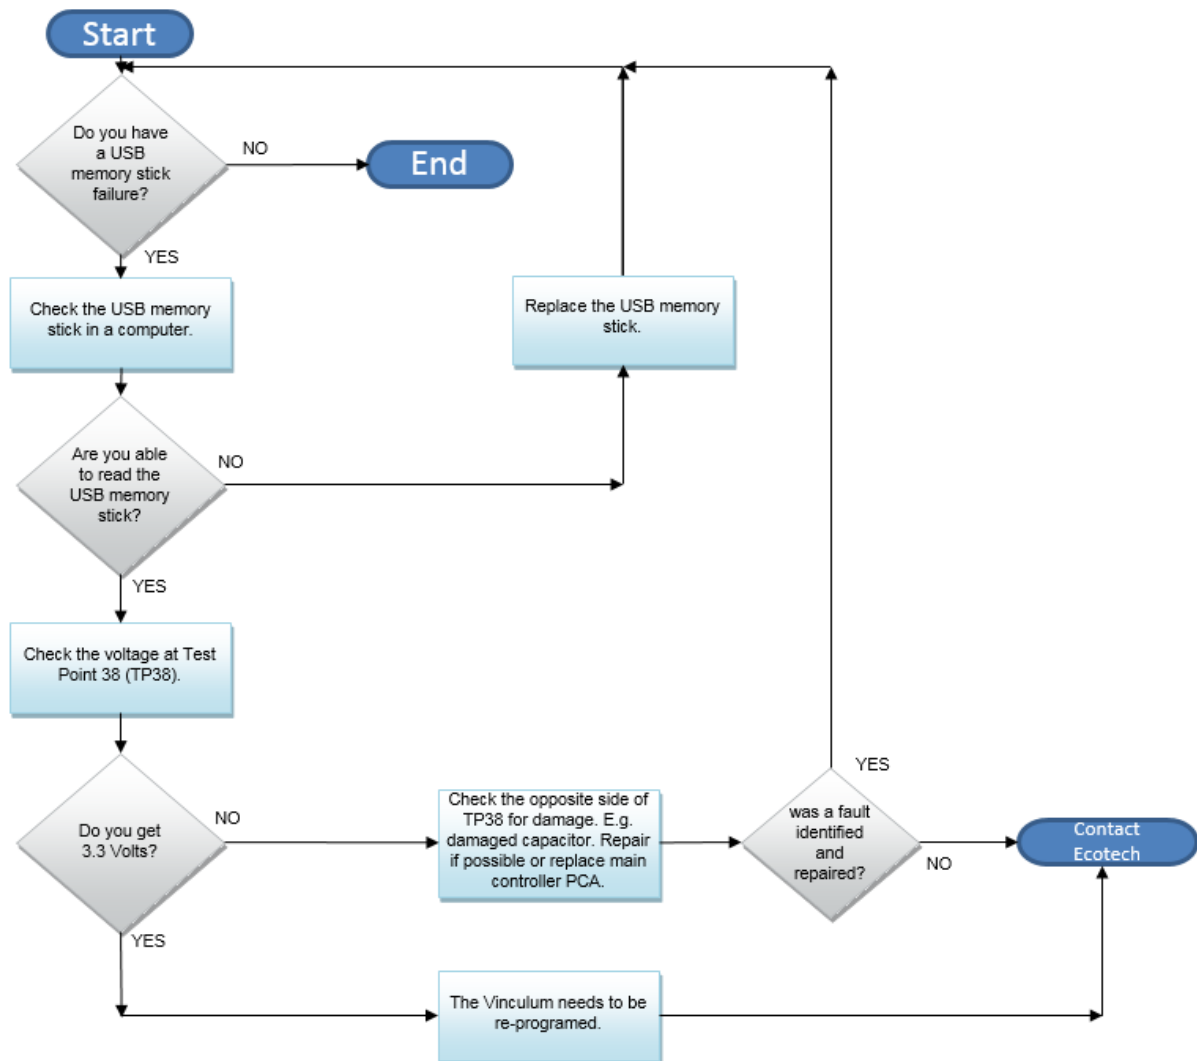 Start
Do you have
a USB
memory stick
failure?
NO
End
YES
Check the USB memory
stick in a computer.
Replace the USB memory
stick.
Are you able
to read the
USB memory
stick?
NO
YES
Check the voltage at Test
Point 38 (TP38).
Do you get
3.3 Volts?
NO
Check the opposite side of
TP38 for damage. E.g.
damaged capacitor. Repair
if possible or replace main
controller PCA.
YES
was a fault
identified
and
repaired?
NO
Contact
Ecotech
YES
The Vinculum needs to be
re-programed.